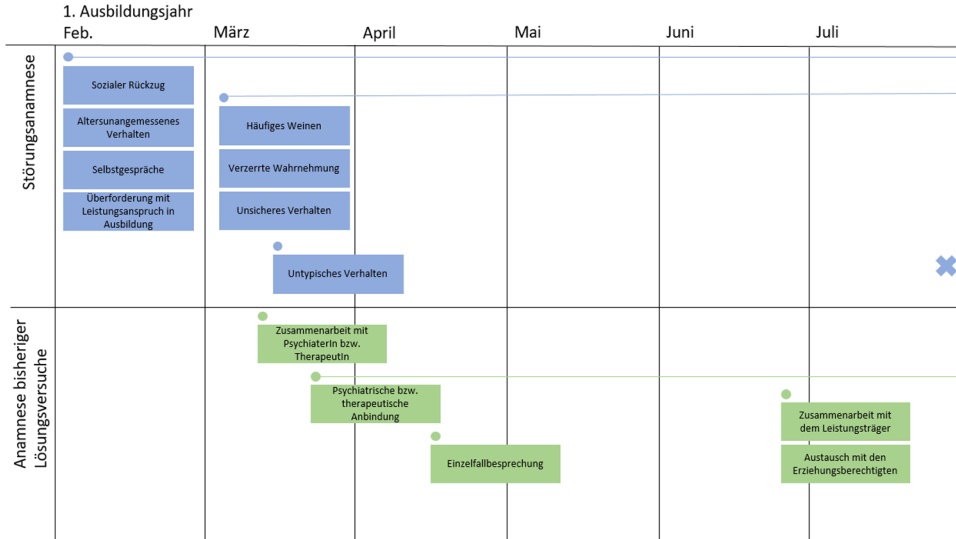 1. Ausbildungsjahr
Feb.
März
April
Mai
Juni
Juli
Störungsanamnese
Sozialer Rückzug
Altersunangemessenes
Verhalten
Selbstgespräche
Überforderung mit
Leistungsanspruch in
Ausbildung
Häufiges Weinen
Verzerrte Wahrnehmung
Unsicheres Verhalten
Untypisches Verhalten
Anamnese bisheriger
Lösungsversuche
Zusammenarbeit mit
PsychiaterIn bzw.
TherapeutIn
Psychiatrische bzw.
therapeutische
Anbindung
Einzelfallbesprechung
Zusammenarbeit mit
dem Leistungsträger
Austausch mit den
Erziehungsberechtigten